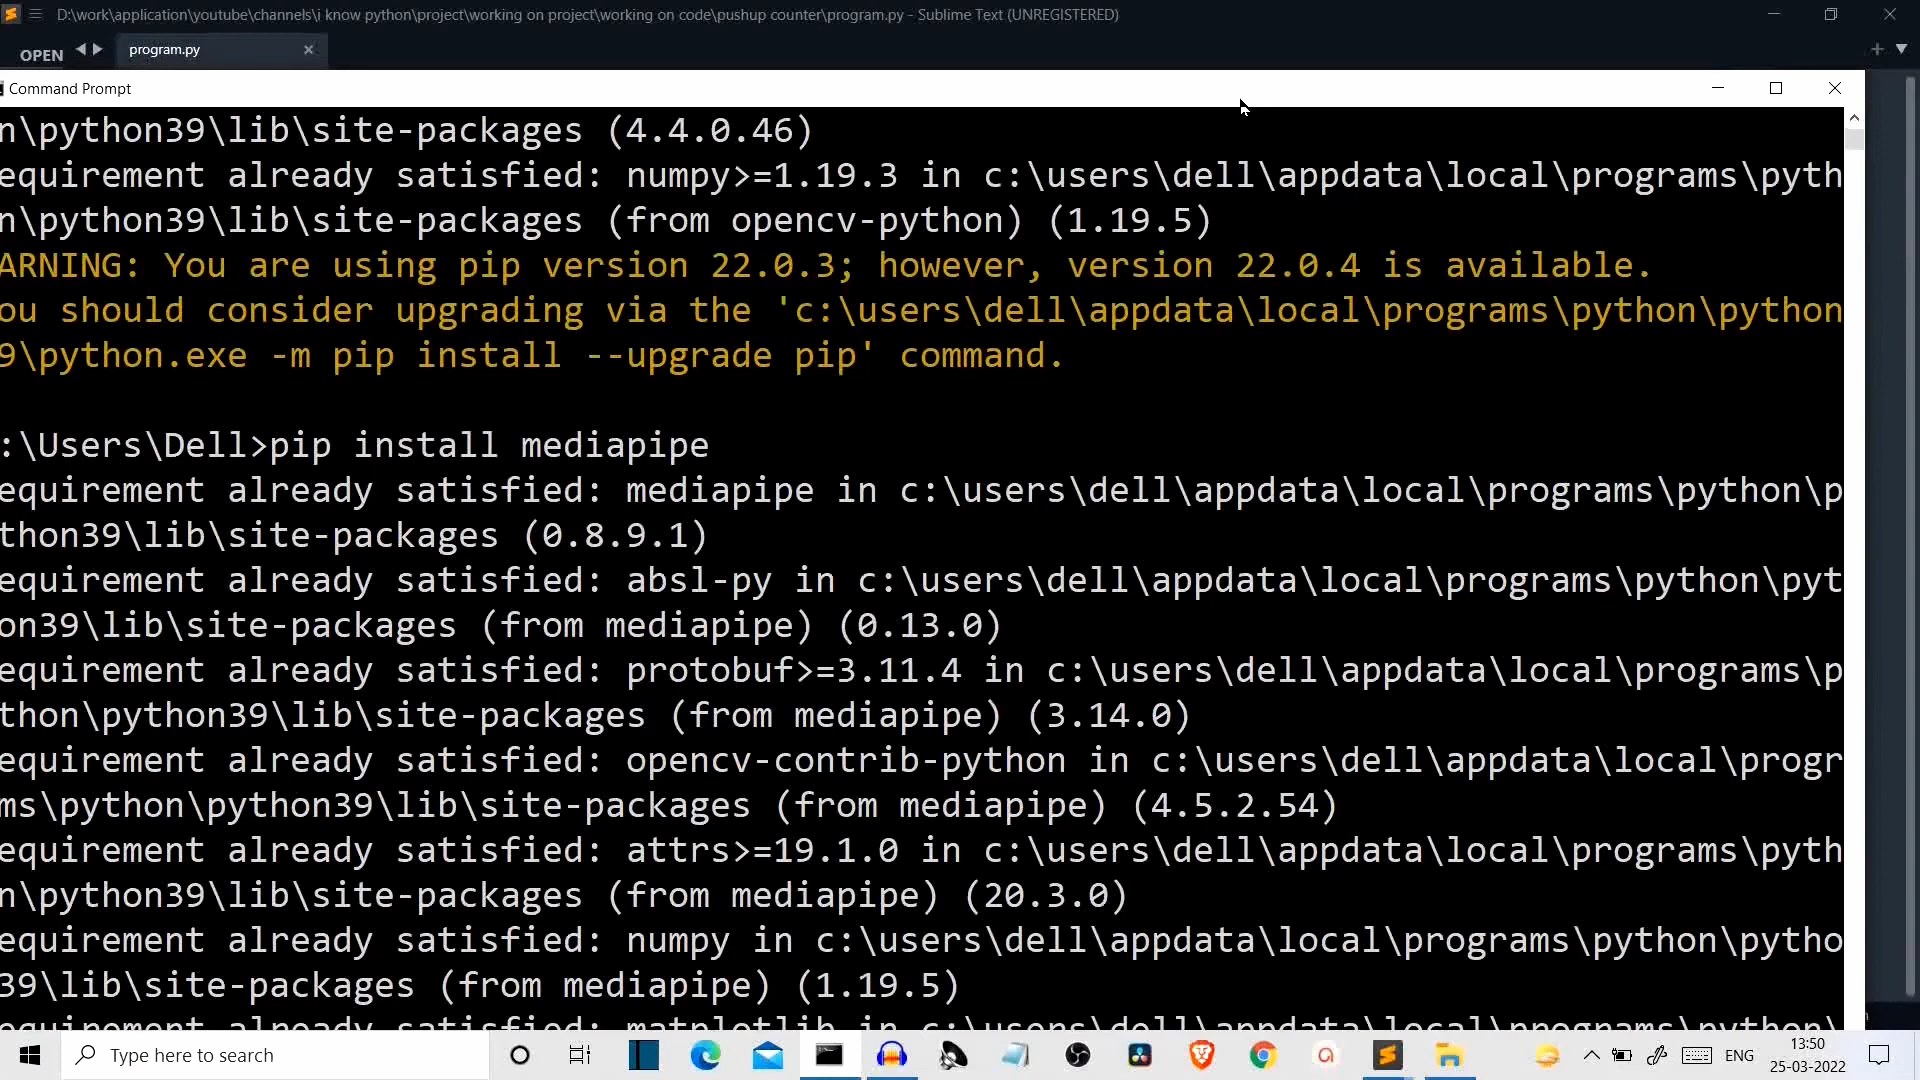 D:\work\application\youtube\channels\i know python\project\working on project\working on code\pushup counter\program.py - Sublime Text (UNREGISTERED)
OPEN
program.py
Command Prompt
n\python39\lib\site-packages (4.4.0.46)
equirement already satisfied: numpy>=1.19.3 in c:\users\dell\appdata\local\programs\pyth
n\python39\lib\site-packages (from opencv-python) (1.19.5)
ARNING: You are using pip version 22.0.3; however, version 22.0.4 is available.
ou should consider upgrading via the 'c:\users\dell\appdata\local\programs\python\python
9\python.exe -m pip install --upgrade pip' command.
:\Users\Dell>pip install mediapipe
equirement already satisfied: mediapipe in c:\users\dell\appdata\local\programs\python\p
thon39\lib\site-packages (0.8.9.1)
equirement already satisfied: absl-py in c:\users\dell\appdata\local\programs\python\pyt
on39\lib\site-packages (from mediapipe) (0.13.0)
equirement already satisfied: protobuf>=3.11.4 in c:\users\dell\appdata\local\programs\p
thon\python39\lib\site-packages (from mediapipe) (3.14.0)
equirement already satisfied: opencv-contrib-python in c:\users\dell\appdata\local\progr
ms\python\python39\lib\site-packages (from mediapipe) (4.5.2.54)
equirement already satisfied: attrs>=19.1.0 in c:\users\dell\appdata\local\programs\pyth
n\python39\lib\site-packages (from mediapipe) (20.3.0)
equirement already satisfied: numpy in c:\users\dell\appdata\local\programs\python\pytho
39\lib\site-packages (from mediapipe) (1.19.5)
equirement already satisfied: matplotlib in c:\users\dell\appdata\local\programs\python\
Type here to search
ENG
13:50
25-03-2022